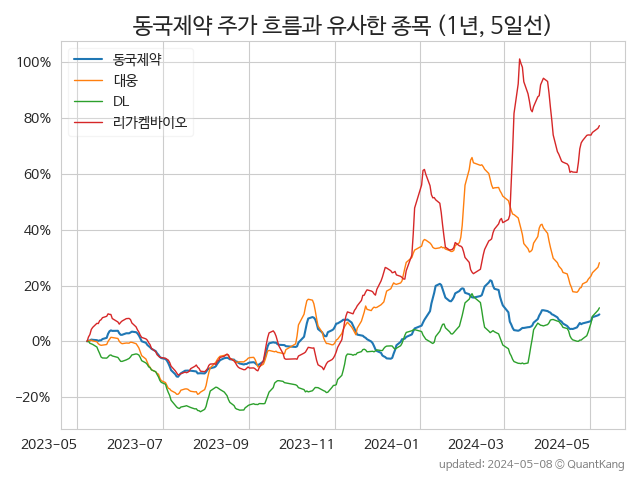 동국제약 주가 흐름과 유사한 종목 (1년, 5일선)
동국제약
대웅
DL
리가켐바이오
100%
80%
60%
40%
20%
0%
−20%
2023-05
2023-07
2023-09
2023-11
2024-01
2024-03
2024-05
updated: 2024-05-08 ⓒ QuantKang